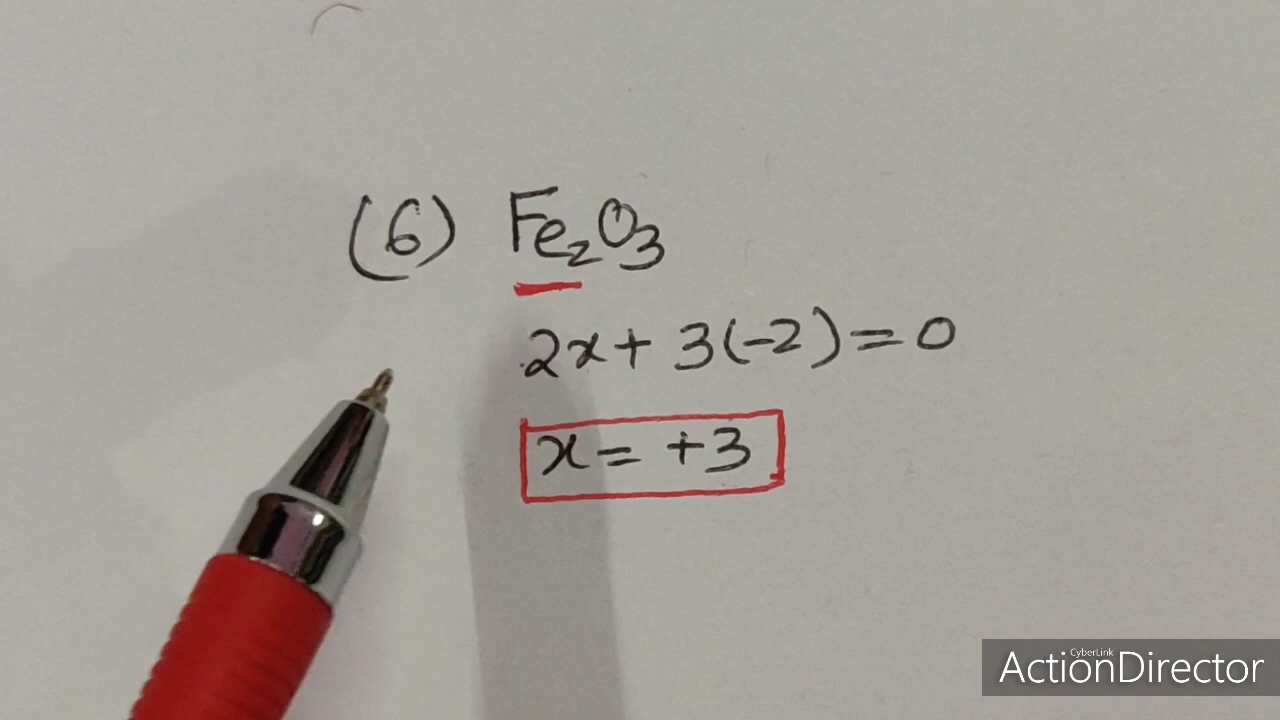 (6) Fe₂O₃
2x + 3(-2) = 0
x = +3
CyberLink
ActionDirector